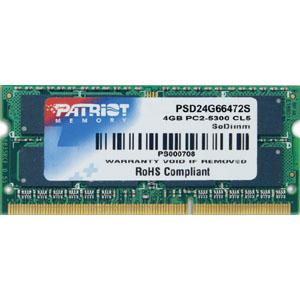 PATRIOT
MEMORY
PSD24G66472S
4GB PC2-5300 CL5
SoDimm
PS000708
WARRANTY VOID IF REMOVED
RoHS Compliant